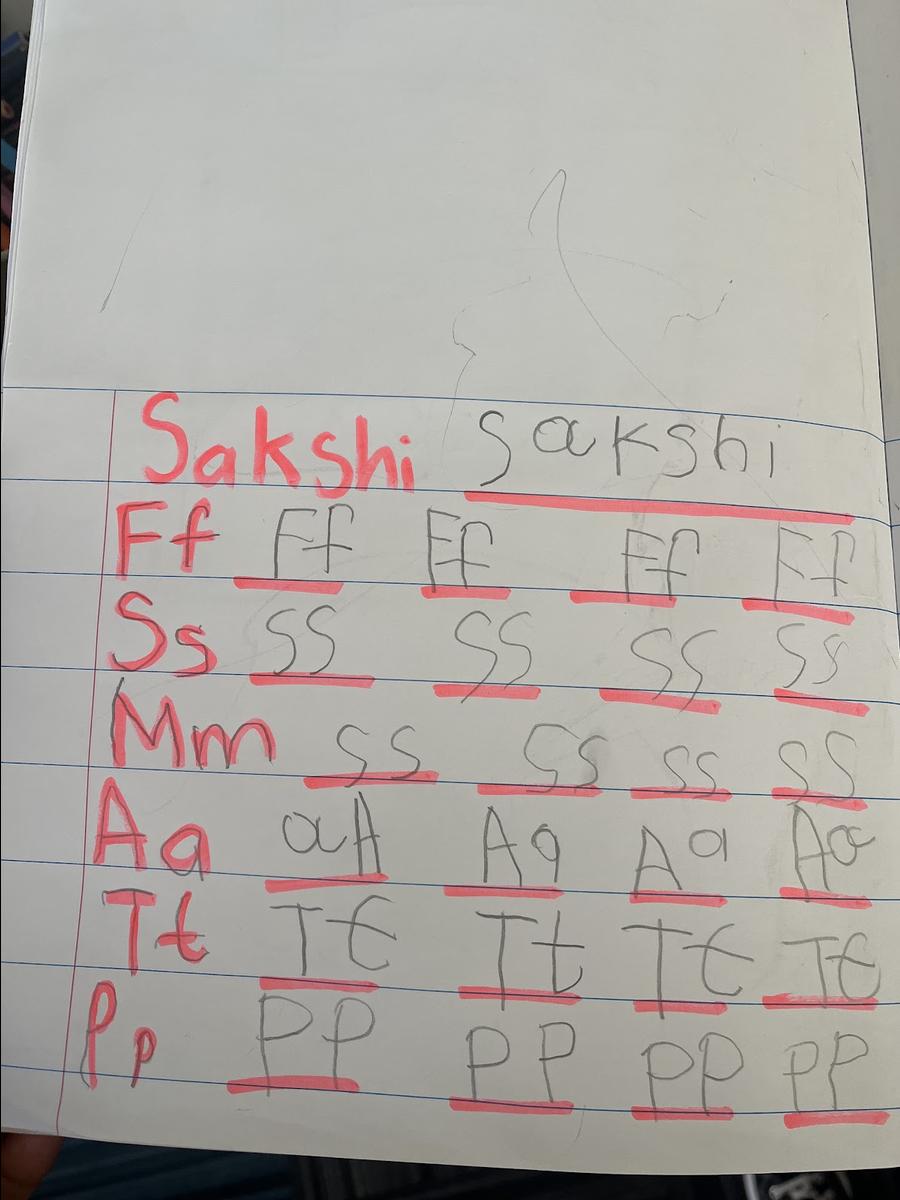 Sakshi Sakshi
Ff Ff Ff Ff Ff
Ss SS SS SS Ss
Mm SS SS SS SS
Aa aA Aa Aa Aa
Tt Tt Tt Tt Tt
Pp PP PP PP PP